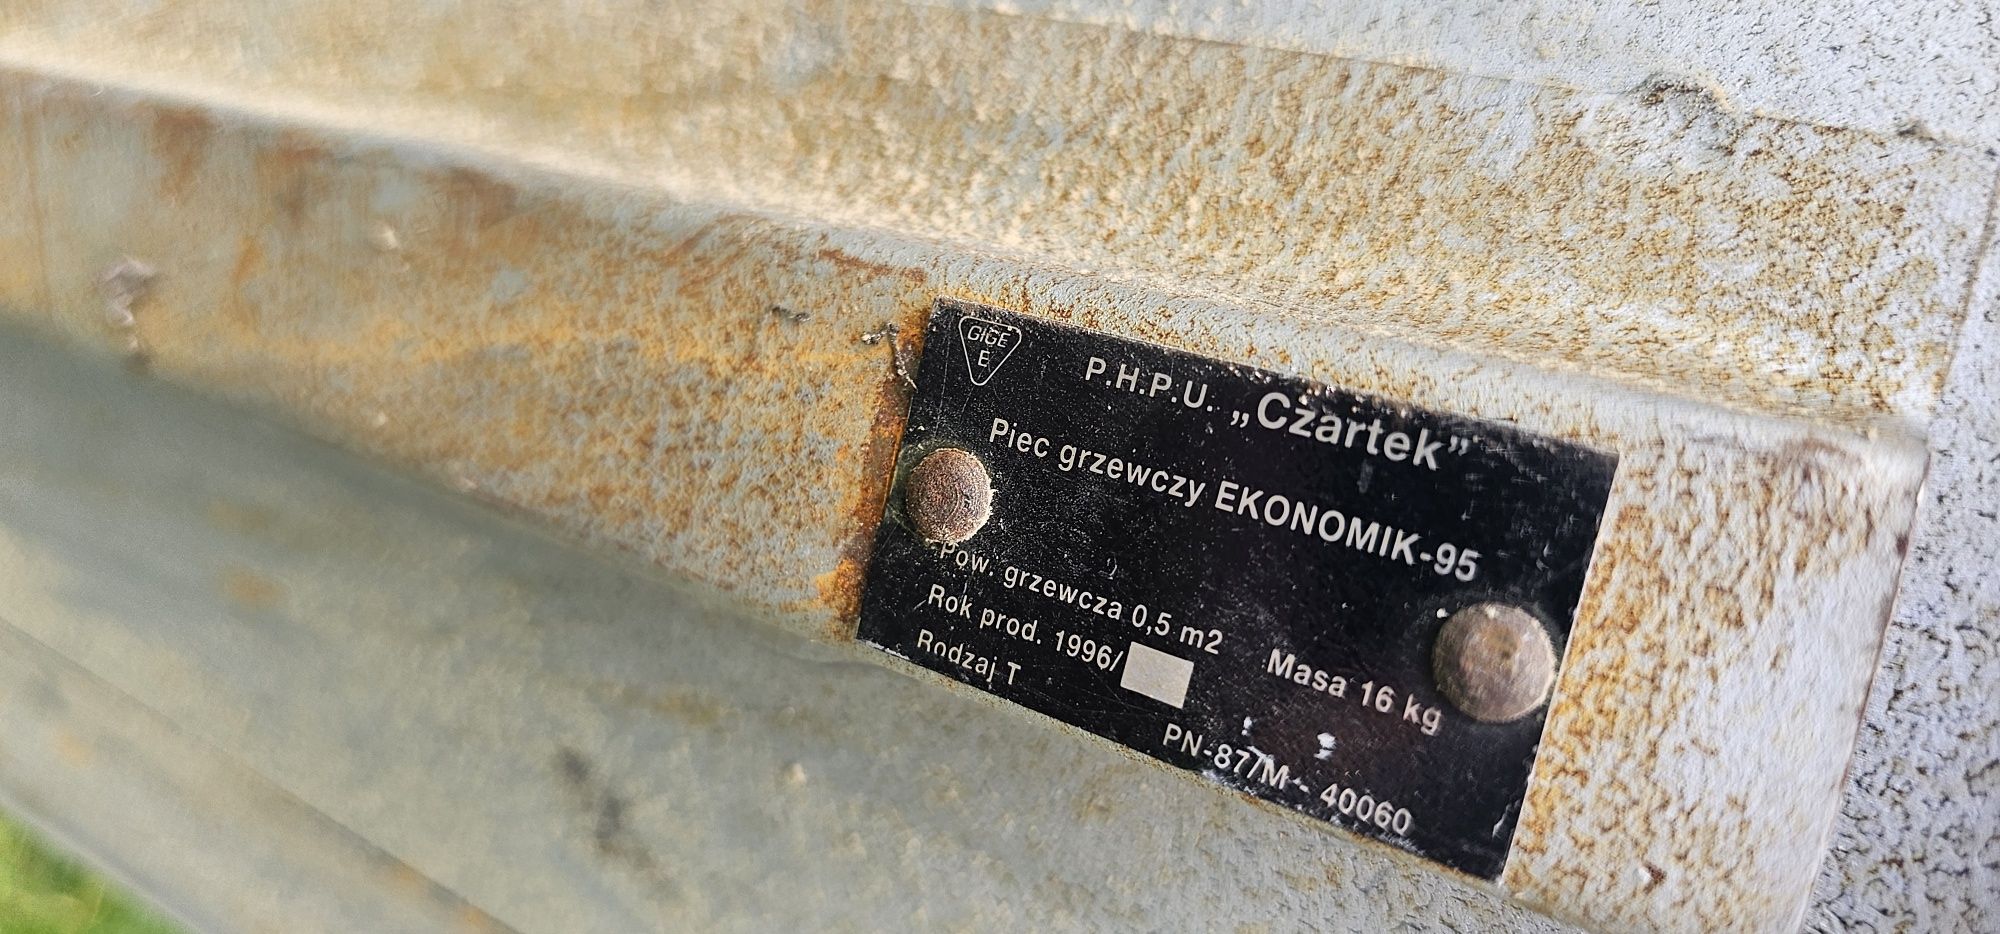 GIGE
E
P.H.P.U. „Czartek”
Piec grzewczy EKONOMIK-95
Pow. grzewcza 0,5 m2
Masa 16 kg
Rok prod. 1996/
Rodzaj T
PN-87/M - 40060